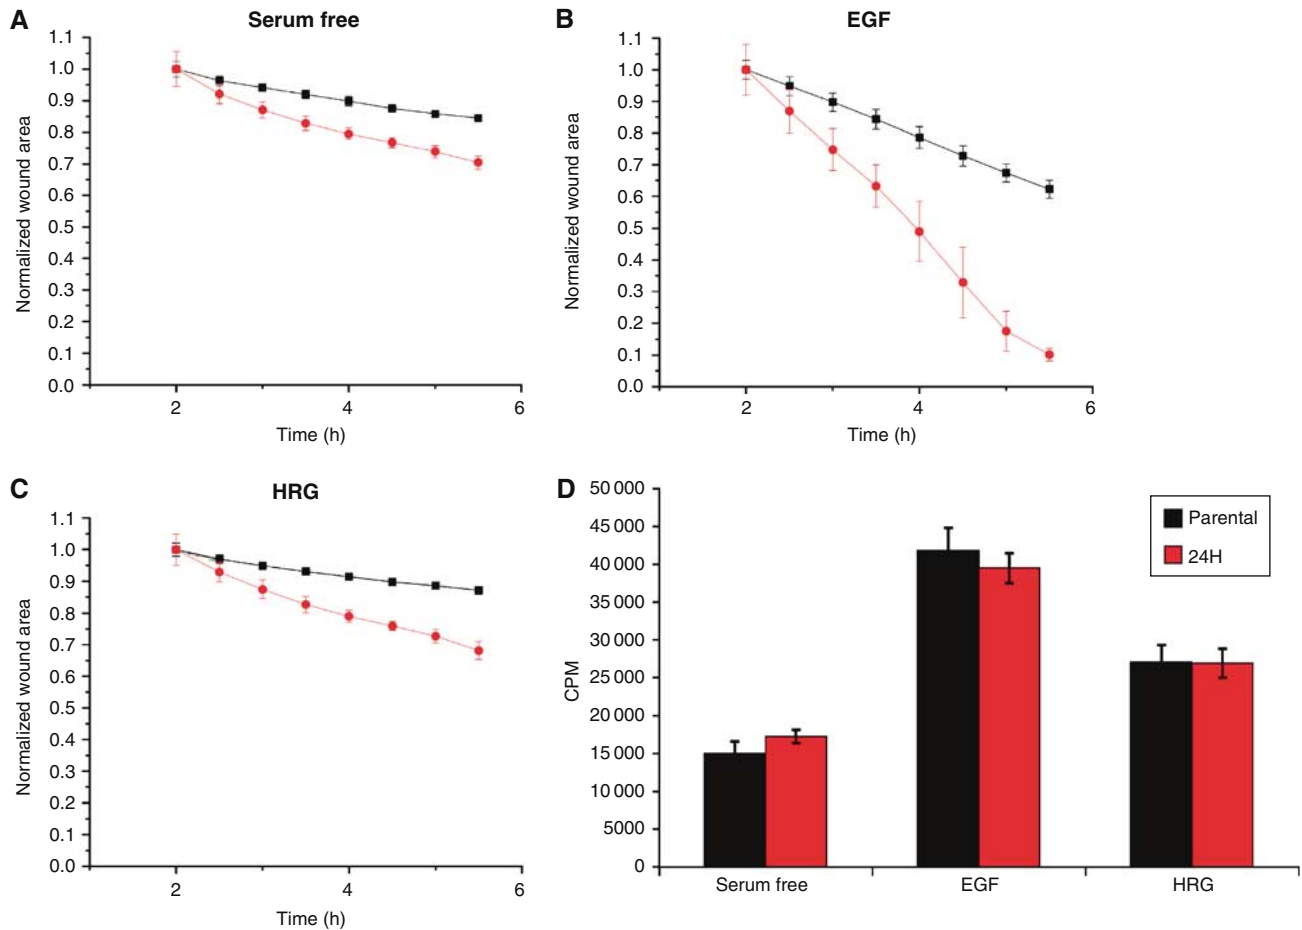 A
Serum free
1.1
1.0
0.9
0.8
0.7
0.6
0.5
0.4
0.3
0.2
0.1
0.0
Normalized wound area
2 4 6
Time (h)
B
EGF
1.1
1.0
0.9
0.8
0.7
0.6
0.5
0.4
0.3
0.2
0.1
0.0
Normalized wound area
2 4 6
Time (h)
C
HRG
1.1
1.0
0.9
0.8
0.7
0.6
0.5
0.4
0.3
0.2
0.1
0.0
Normalized wound area
2 4 6
Time (h)
D
50 000
45 000
40 000
35 000
30 000
25 000
20 000
15 000
10 000
5000
0
CPM
Parental
24H
Serum free EGF HRG